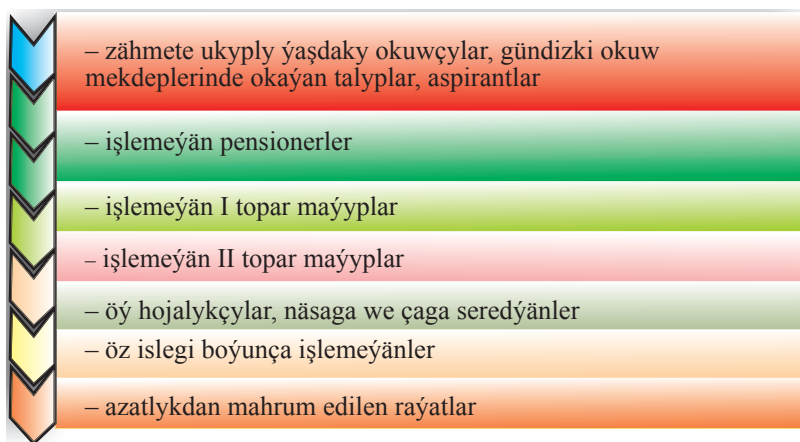 – zähmete ukyply ýaşdaky okuwçylar, gündizki okuw
mekdeplerinde okaýan talyplar, aspirantlar
– işlemeýän pensionerler
– işlemeýän I topar maýyplar
– işlemeýän II topar maýyplar
– öý hojalykçylar, näsaga we çaga seredýänler
– öz islegi boýunça işlemeýänler
– azatlykdan mahrum edilen raýatlar